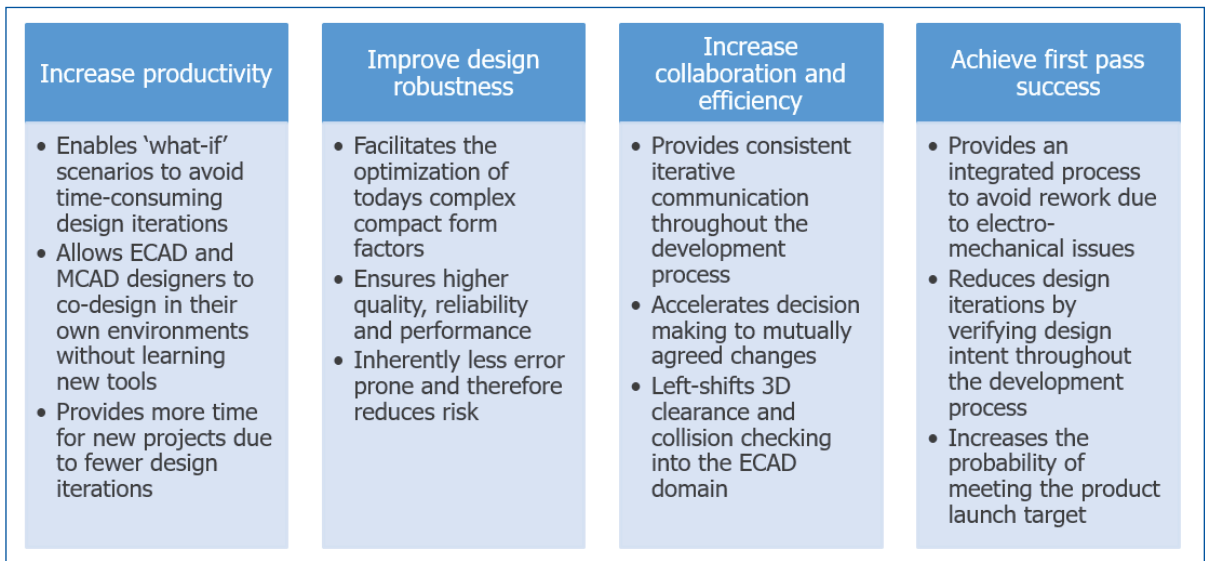 Increase productivity
• Enables ‘what-if’
scenarios to avoid
time-consuming
design iterations
• Allows ECAD and
MCAD designers to
co-design in their
own environments
without learning
new tools
• Provides more time
for new projects due
to fewer design
iterations
Improve design
robustness
• Facilitates the
optimization of
todays complex
compact form
factors
• Ensures higher
quality, reliability
and performance
• Inherently less error
prone and therefore
reduces risk
Increase
collaboration and
efficiency
• Provides consistent
iterative
communication
throughout the
development
process
• Accelerates decision
making to mutually
agreed changes
• Left-shifts 3D
clearance and
collision checking
into the ECAD
domain
Achieve first pass
success
• Provides an
integrated process
to avoid rework due
to electro-
mechanical issues
• Reduces design
iterations by
verifying design
intent throughout
the development
process
• Increases the
probability of
meeting the product
launch target